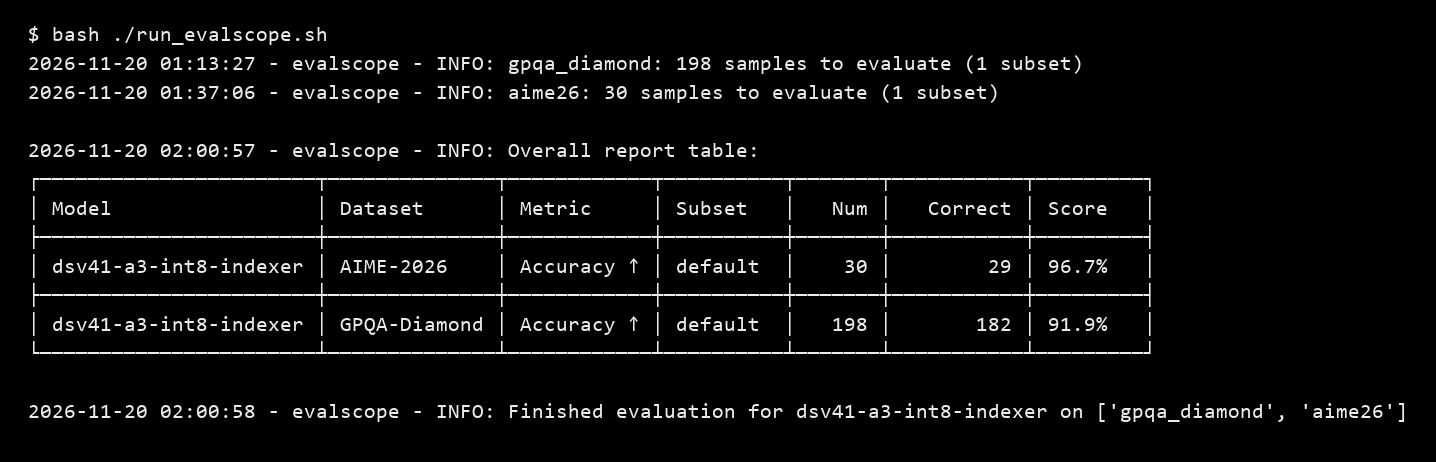 $ bash ./run_evalscope.sh
2026-11-20 01:13:27 - evalscope - INFO: gpqa_diamond: 198 samples to evaluate (1 subset)
2026-11-20 01:37:06 - evalscope - INFO: aime26: 30 samples to evaluate (1 subset)
2026-11-20 02:00:57 - evalscope - INFO: Overall report table:
Model Dataset Metric Subset Num Correct Score
dsv41-a3-int8-indexer AIME-2026 Accuracy ↑ default 30 29 96.7%
dsv41-a3-int8-indexer GPQA-Diamond Accuracy ↑ default 198 182 91.9%
2026-11-20 02:00:58 - evalscope - INFO: Finished evaluation for dsv41-a3-int8-indexer on ['gpqa_diamond', 'aime26']